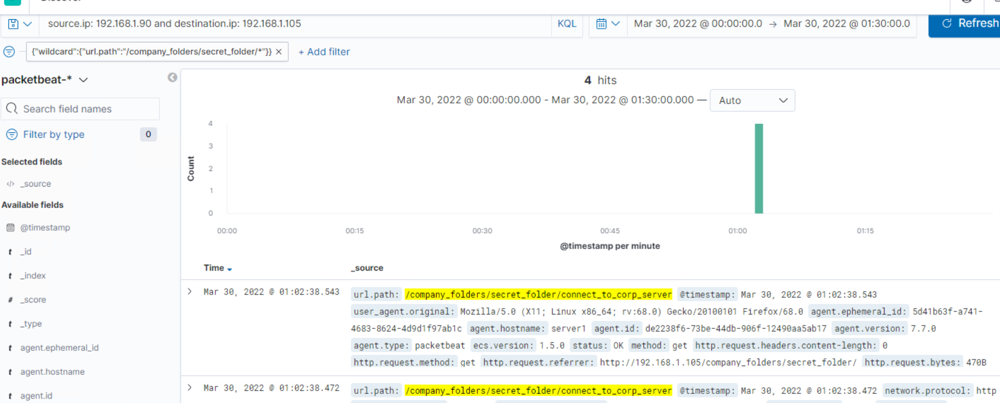 Discover
source.ip: 192.168.1.90 and destination.ip: 192.168.1.105 KQL Mar 30, 2022 @ 00:00:00.0 → Mar 30, 2022 @ 01:30:00.0 Refresh
{"wildcard":{"url.path":"/company_folders/secret_folder/*"}} × + Add filter
packetbeat-*
4 hits
Mar 30, 2022 @ 00:00:00.000 - Mar 30, 2022 @ 01:30:00.000 — Auto
Search field names
Filter by type 0
Selected fields
</> _source
Available fields
@timestamp
t _id
t _index
# _score
t _type
t agent.ephemeral_id
t agent.hostname
t agent.id
Count
4
3
2
1
0
00:00 00:15 00:30 00:45 01:00 01:15
@timestamp per minute
Time _source
Mar 30, 2022 @ 01:02:38.543 url.path: /company_folders/secret_folder/connect_to_corp_server @timestamp: Mar 30, 2022 @ 01:02:38.543
user_agent.original: Mozilla/5.0 (X11; Linux x86_64; rv:68.0) Gecko/20100101 Firefox/68.0 agent.ephemeral_id: 5d41b63f-a741-
4683-8624-4d9d1f97ab1c agent.hostname: server1 agent.id: de2238f6-73be-44db-906f-12490aa5ab17 agent.version: 7.7.0
agent.type: packetbeat ecs.version: 1.5.0 status: OK method: get http.request.headers.content-length: 0
http.request.method: get http.request.referrer: http://192.168.1.105/company_folders/secret_folder/ http.request.bytes: 470B
Mar 30, 2022 @ 01:02:38.472 url.path: /company_folders/secret_folder/connect_to_corp_server @timestamp: Mar 30, 2022 @ 01:02:38.472 network.protocol: http